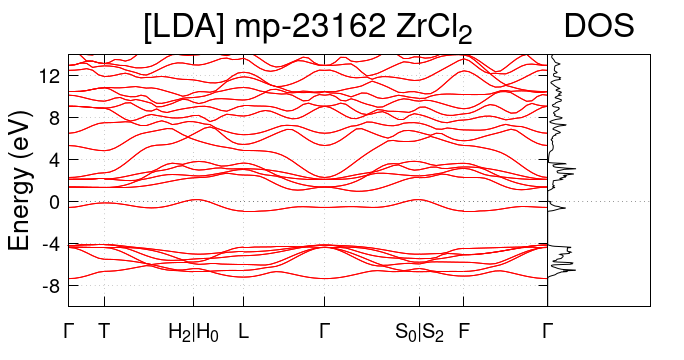 [LDA] mp-23162 ZrCl2 DOS
Energy (eV)
12
8
4
0
-4
-8
Γ T H2|H0 L Γ S0|S2 F Γ